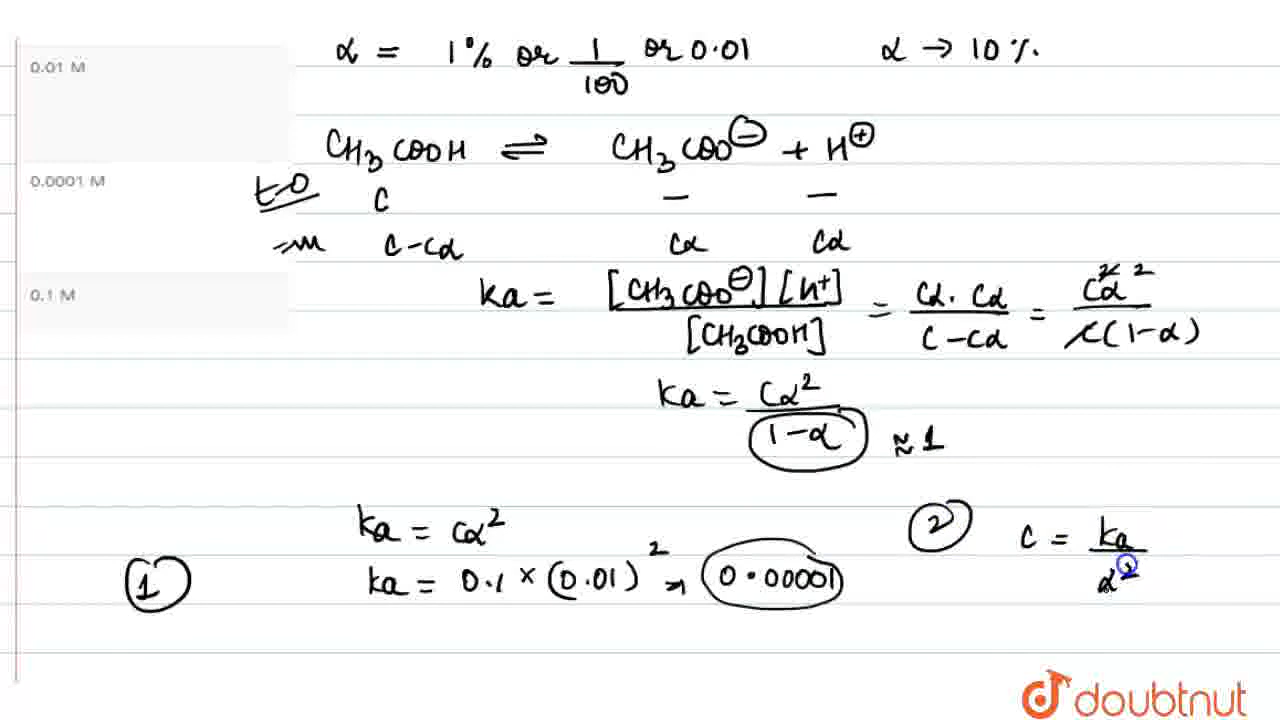 α = 1% or 1/100 or 0.01 α → 10%.
0.01 M
CH3COOH ⇌ CH3COO⊖ + H⊕
0.0001 M
t=0 C — —
C-Cα Cα Cα
0.1 M
Ka = [CH3COO⊖][H+]/[CH3COOH] = Cα.Cα/C-Cα = C²α²/C(1-α)
Ka = Cα²/1-α ≈ 1
Ka = Cα²
② C = Ka/α²
① Ka = 0.1 × (0.01)² → 0.00001
doubtnut